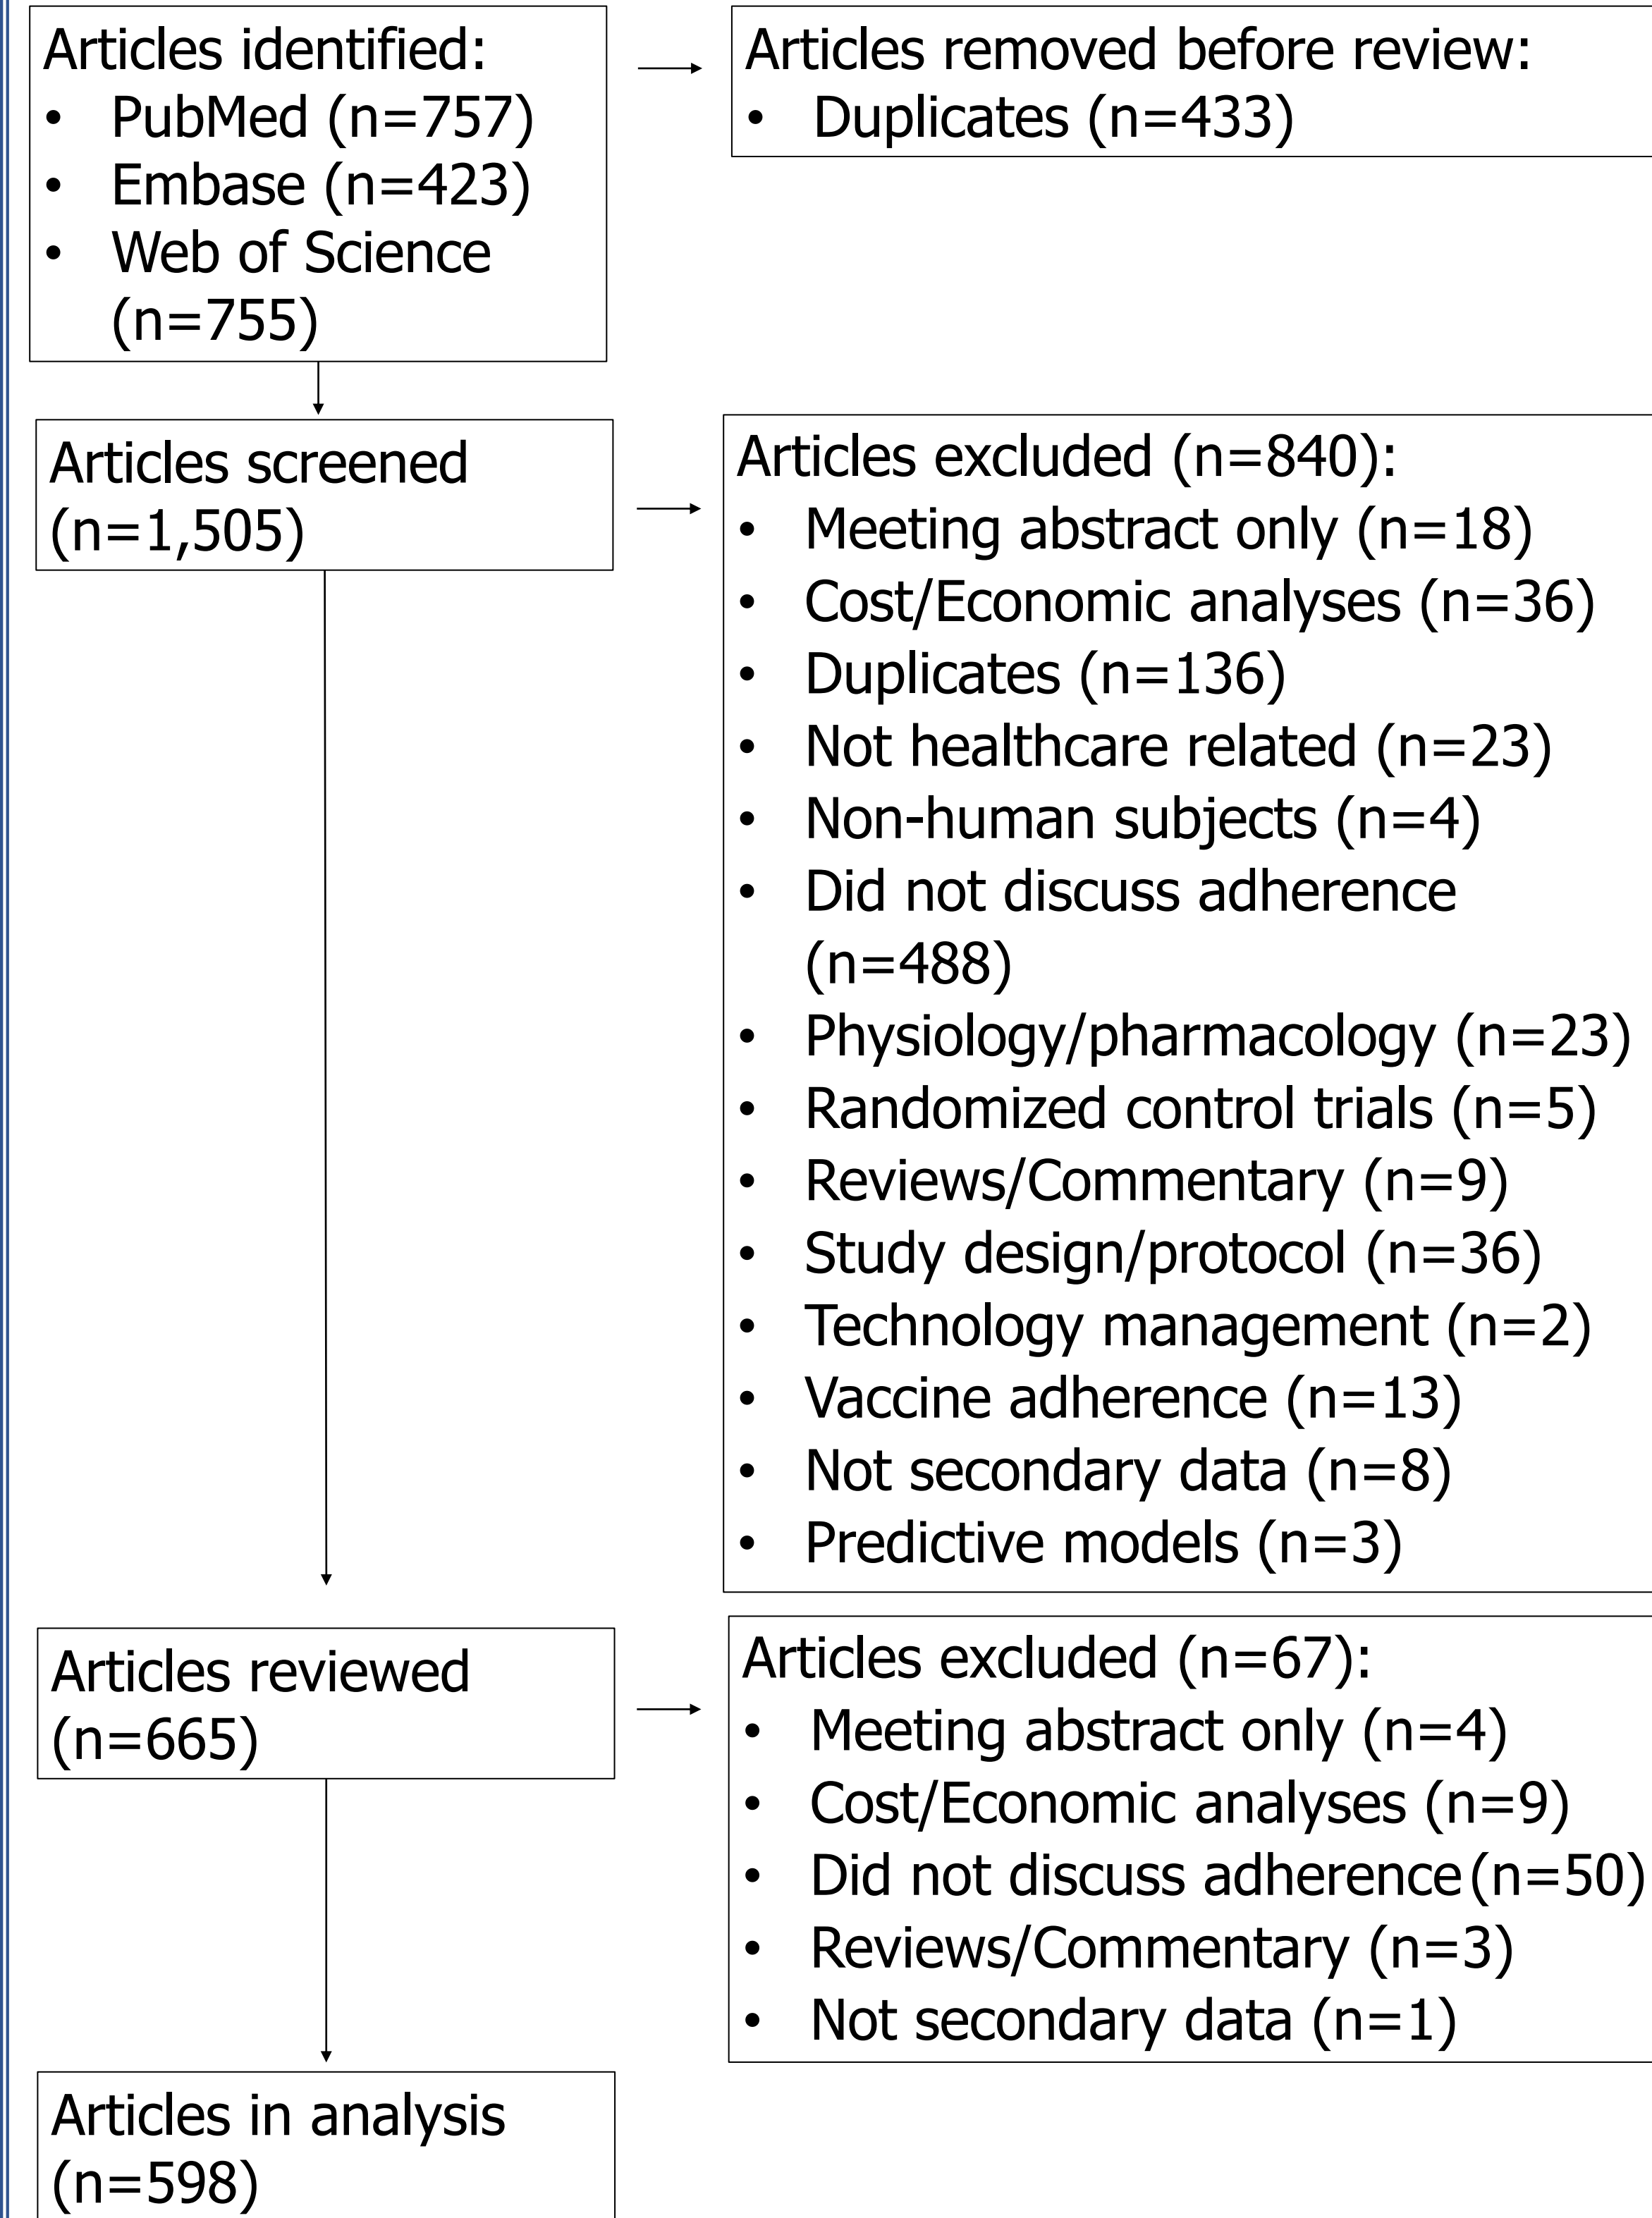 Articles identified:
• PubMed (n=757)
• Embase (n=423)
• Web of Science
(n=755)
Articles removed before review:
• Duplicates (n=433)
Articles screened
(n=1,505)
Articles excluded (n=840):
• Meeting abstract only (n=18)
• Cost/Economic analyses (n=36)
• Duplicates (n=136)
• Not healthcare related (n=23)
• Non-human subjects (n=4)
• Did not discuss adherence
(n=488)
• Physiology/pharmacology (n=23)
• Randomized control trials (n=5)
• Reviews/Commentary (n=9)
• Study design/protocol (n=36)
• Technology management (n=2)
• Vaccine adherence (n=13)
• Not secondary data (n=8)
• Predictive models (n=3)
Articles reviewed
(n=665)
Articles excluded (n=67):
• Meeting abstract only (n=4)
• Cost/Economic analyses (n=9)
• Did not discuss adherence (n=50)
• Reviews/Commentary (n=3)
• Not secondary data (n=1)
Articles in analysis
(n=598)